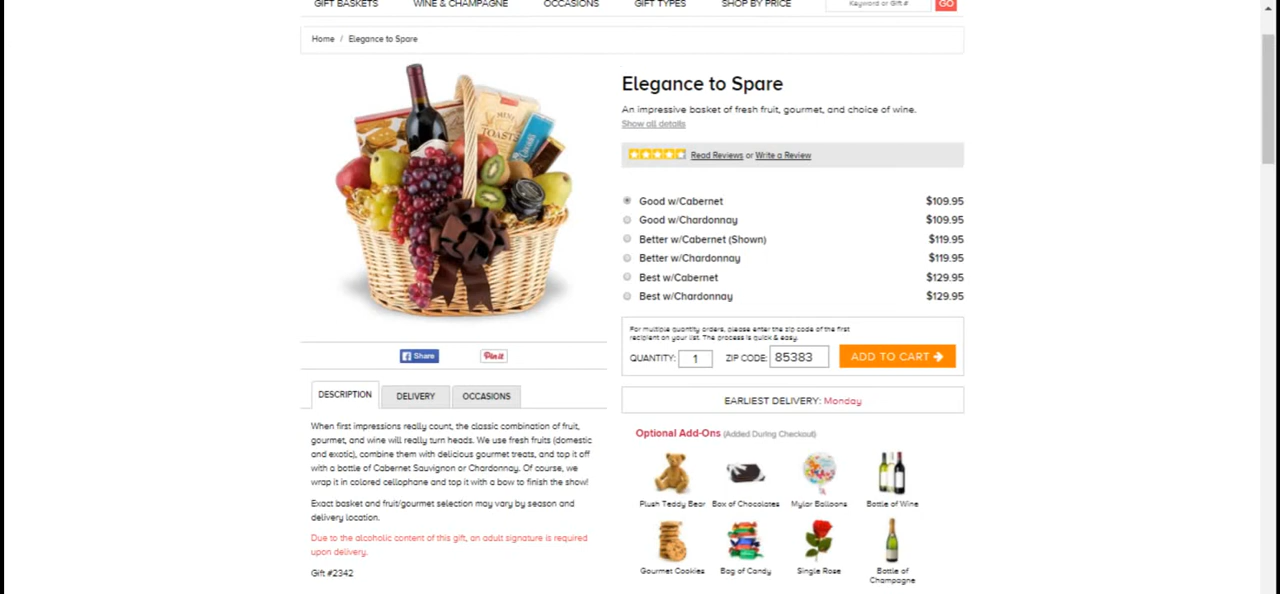 GIFT BASKETS WINE & CHAMPAGNE OCCASIONS GIFT TYPES SHOP BY PRICE Keyword or Gift # GO
Home / Elegance to Spare
Elegance to Spare
An impressive basket of fresh fruit, gourmet, and choice of wine.
Show all details
Read Reviews or Write a Review
Good w/Cabernet $109.95
Good w/Chardonnay $109.95
Better w/Cabernet (Shown) $119.95
Better w/Chardonnay $119.95
Best w/Cabernet $129.95
Best w/Chardonnay $129.95
For multiple quantity orders, please enter the zip code of the first
recipient on your list. The process is quick & easy.
QUANTITY: 1 ZIP CODE: 85383 ADD TO CART
EARLIEST DELIVERY: Monday
Optional Add-Ons (Added During Checkout)
Plush Teddy Bear Box of Chocolates Mylar Balloons Bottle of Wine
Gourmet Cookies Bag of Candy Single Rose Bottle of
Champagne
TOAST
Share Pin it
DESCRIPTION DELIVERY OCCASIONS
When first impressions really count, the classic combination of fruit,
gourmet, and wine will really turn heads. We use fresh fruits (domestic
and exotic), combine them with delicious gourmet treats, and top it off
with a bottle of Cabernet Sauvignon or Chardonnay. Of course, we
wrap it in colored cellophane and top it with a bow to finish the show!
Exact basket and fruit/gourmet selection may vary by season and
delivery location.
Due to the alcoholic content of this gift, an adult signature is required
upon delivery.
Gift #2342